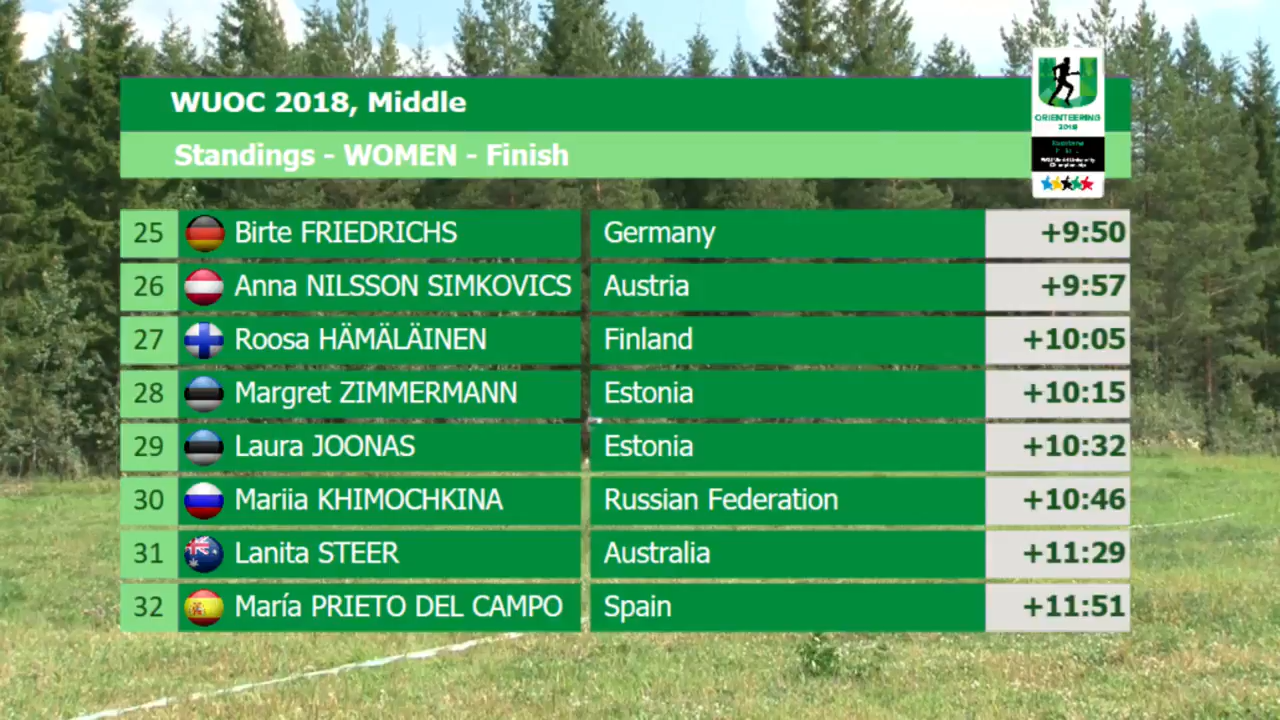 WUOC 2018, Middle
ORIENTEERING
2018
Standings - WOMEN - Finish
25 Birte FRIEDRICHS Germany +9:50
26 Anna NILSSON SIMKOVICS Austria +9:57
27 Roosa HÄMÄLÄINEN Finland +10:05
28 Margret ZIMMERMANN Estonia +10:15
29 Laura JOONAS Estonia +10:32
30 Mariia KHIMOCHKINA Russian Federation +10:46
31 Lanita STEER Australia +11:29
32 María PRIETO DEL CAMPO Spain +11:51